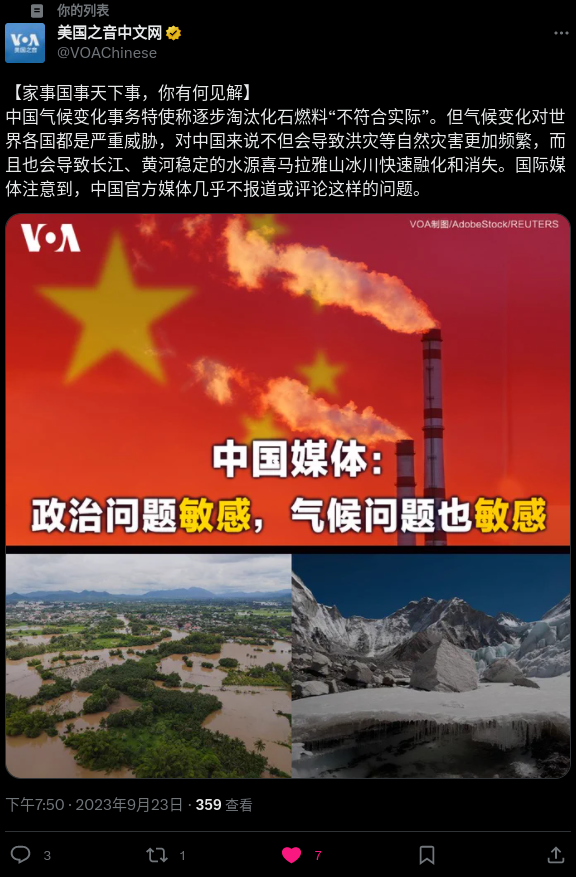 你的列表
VOA 美国之音
美国之音中文网
@VOAChinese
【家事国事天下事，你有何见解】
中国气候变化事务特使称逐步淘汰化石燃料“不符合实际”。但气候变化对世
界各国都是严重威胁，对中国来说不但会导致洪灾等自然灾害更加频繁，而
且也会导致长江、黄河稳定的水源喜马拉雅山冰川快速融化和消失。国际媒
体注意到，中国官方媒体几乎不报道或评论这样的问题。
VOA
VOA制图/AdobeStock/REUTERS
中国媒体：
政治问题敏感，气候问题也敏感
下午7:50 · 2023年9月23日 · 359 查看
3 1 7